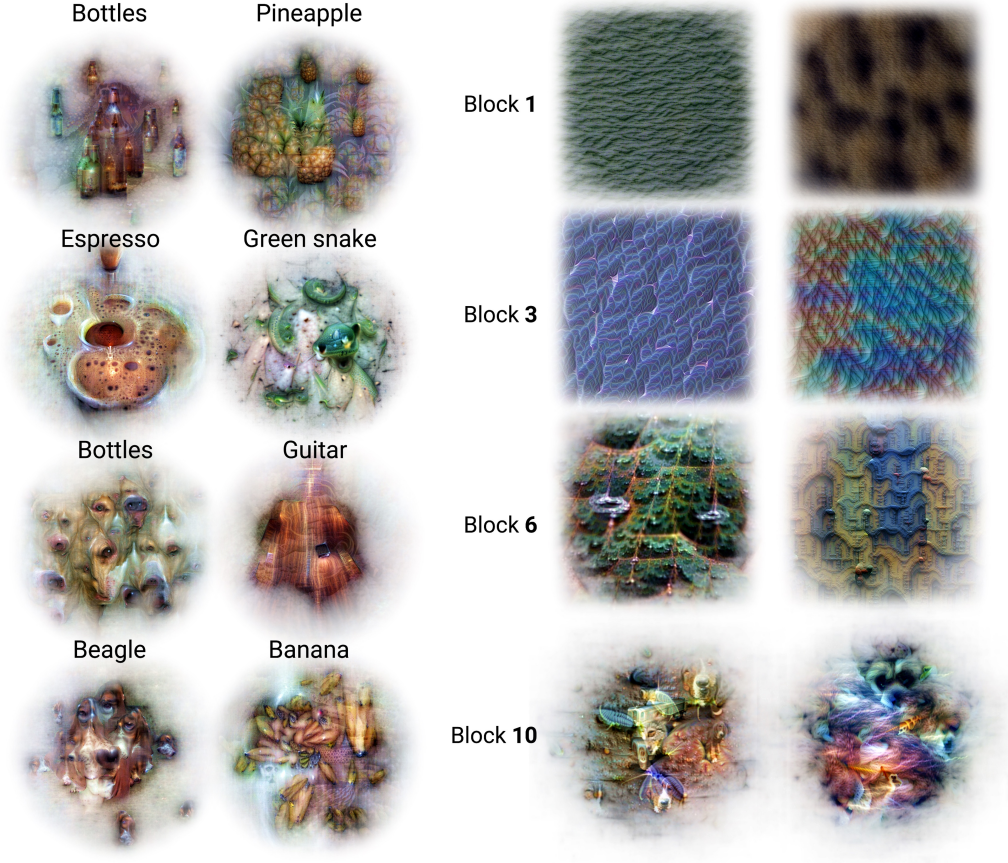 Bottles
Pineapple
Espresso
Green snake
Bottles
Guitar
Beagle
Banana
Block 1
Block 3
Block 6
Block 10